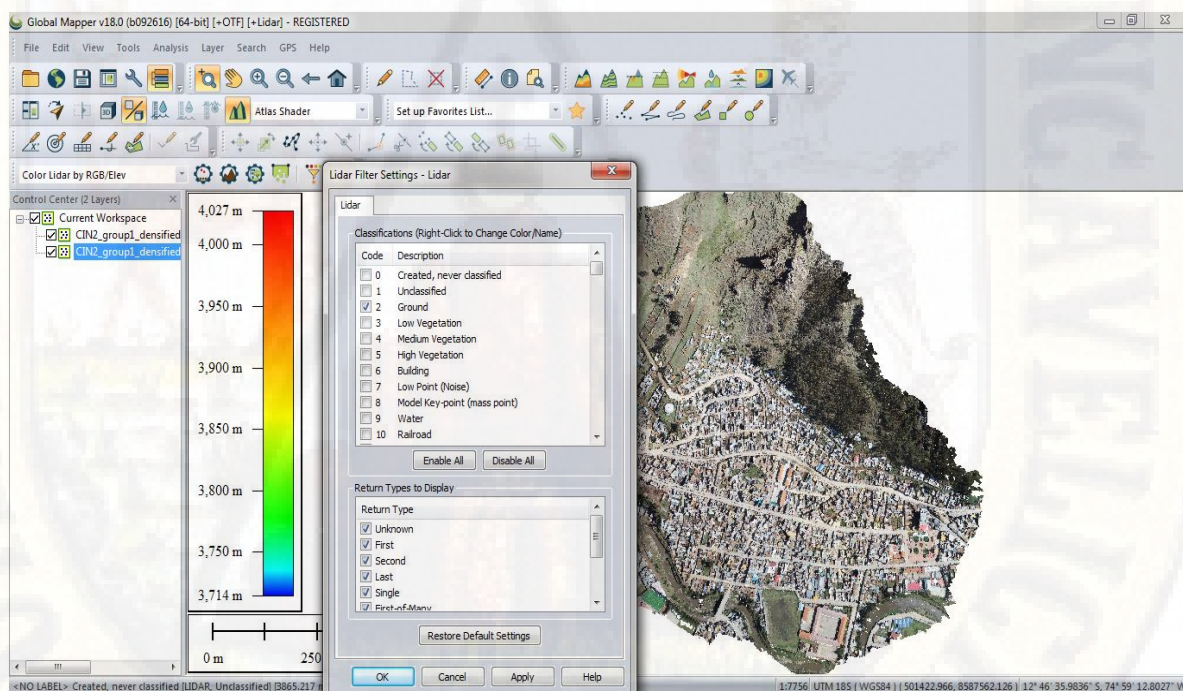 Global Mapper v18.0 (b092616) [64-bit] [+OTF] [+Lidar] - REGISTERED
File Edit View Tools Analysis Layer Search GPS Help
Atlas Shader
Set up Favorites List...
Color Lidar by RGB/Elev
Control Center (2 Layers)
Current Workspace
CIN2_group1_densified
CIN2_group1_densified
4,027 m
4,000 m
3,950 m
3,900 m
3,850 m
3,800 m
3,750 m
3,714 m
0 m 250
Lidar Filter Settings - Lidar
Lidar
Classifications (Right-Click to Change Color/Name)
Code Description
0 Created, never classified
1 Unclassified
2 Ground
3 Low Vegetation
4 Medium Vegetation
5 High Vegetation
6 Building
7 Low Point (Noise)
8 Model Key-point (mass point)
9 Water
10 Railroad
Enable All Disable All
Return Types to Display
Return Type
Unknown
First
Second
Last
Single
First-of-Many
Restore Default Settings
OK Cancel Apply Help
<NO LABEL> Created, never classified [LIDAR, Unclassified] [3865.217 m
1:7756 UTM 18S ( WGS84 ) ( 501422.966, 8587562.126 ) 12° 46' 35.9836" S, 74° 59' 12.8027" W